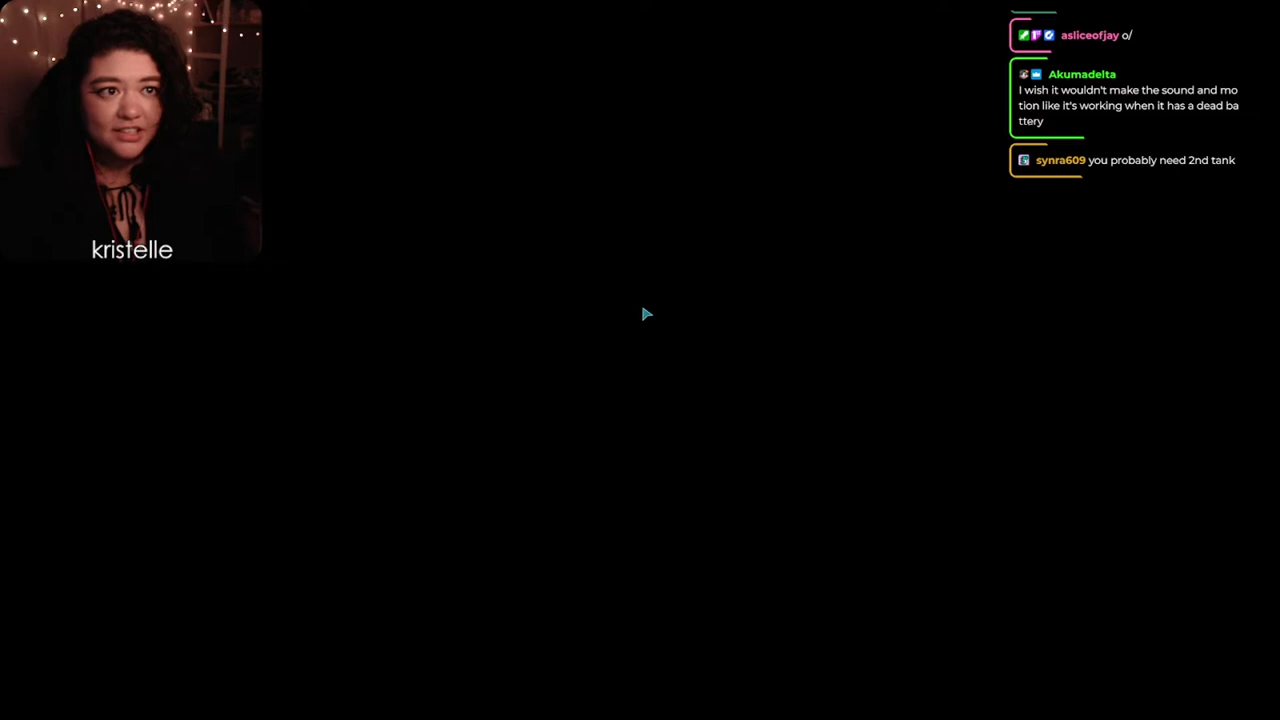 kristelle
asliceofjay o/
Akumadelta
I wish it wouldn't make the sound and mo
tion like it's working when it has a dead ba
ttery
synra609 you probably need 2nd tank